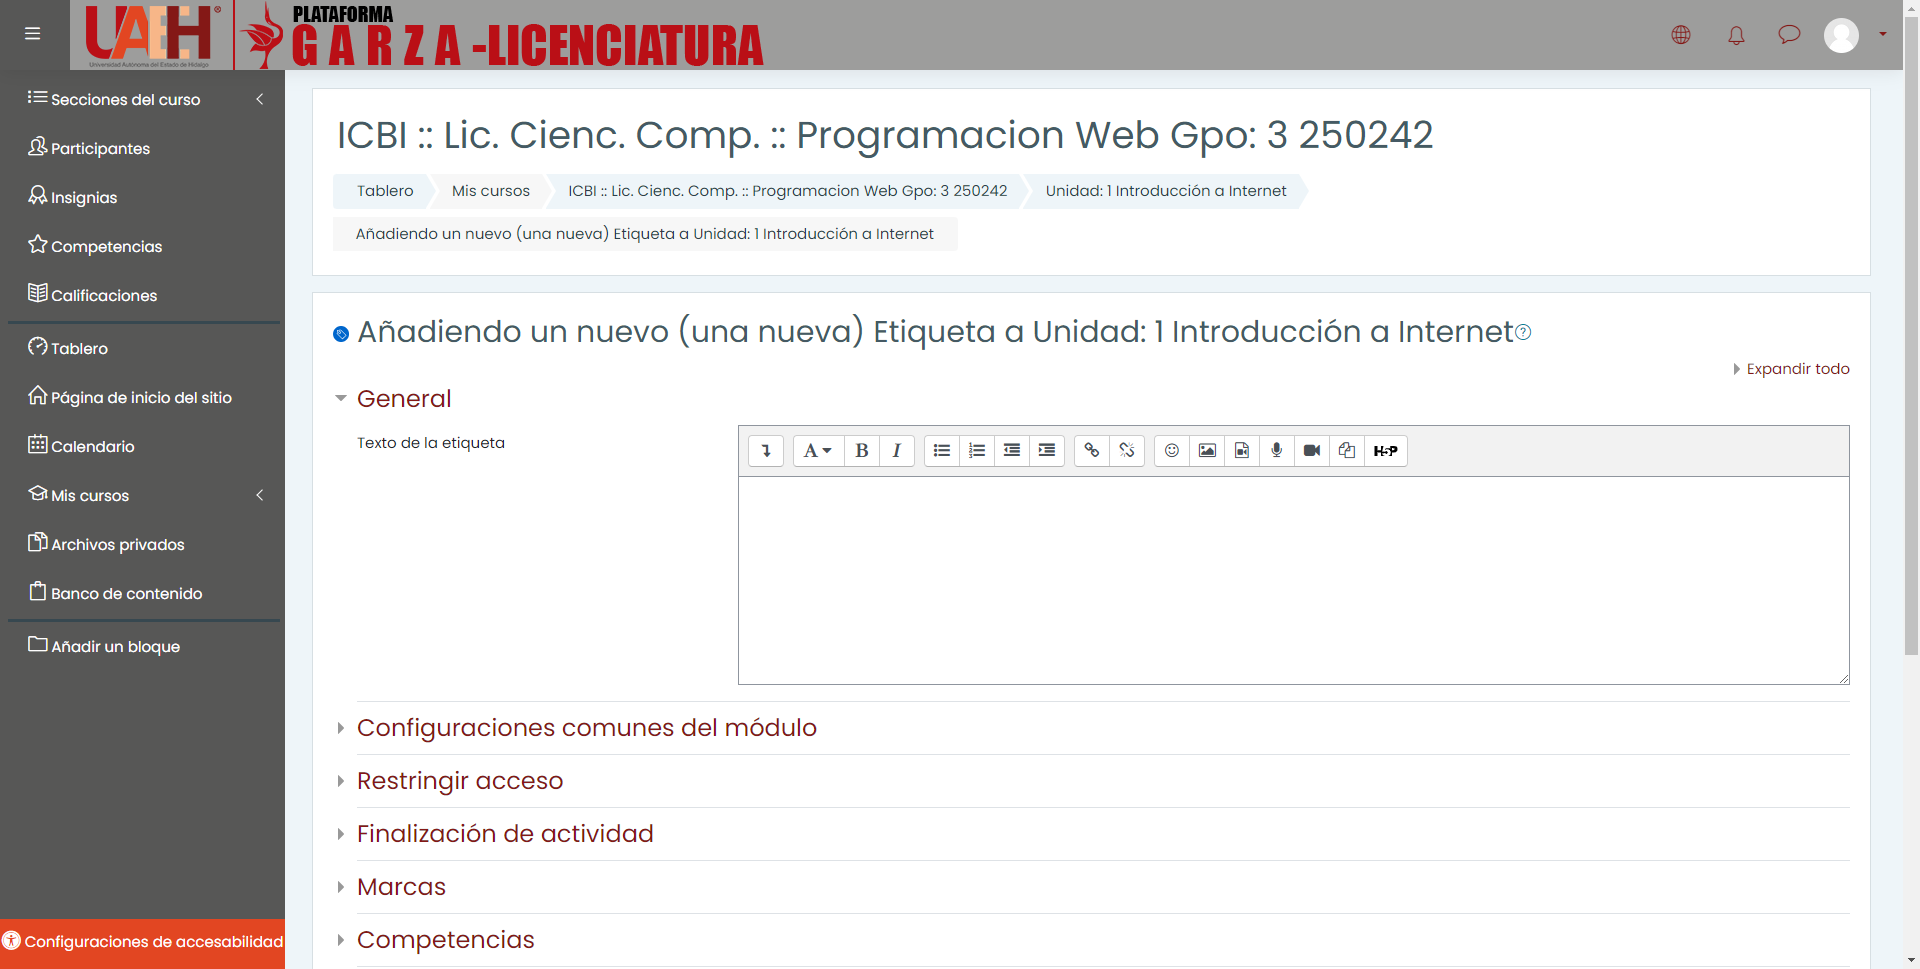 UAEH®
Universidad Autónoma del Estado de Hidalgo
PLATAFORMA
GARZA -LICENCIATURA
Secciones del curso
Participantes
Insignias
Competencias
Calificaciones
Tablero
Página de inicio del sitio
Calendario
Mis cursos
Archivos privados
Banco de contenido
Añadir un bloque
Configuraciones de accesabilidad
ICBI :: Lic. Cienc. Comp. :: Programacion Web Gpo: 3 250242
Tablero Mis cursos ICBI :: Lic. Cienc. Comp. :: Programacion Web Gpo: 3 250242 Unidad: 1 Introducción a Internet
Añadiendo un nuevo (una nueva) Etiqueta a Unidad: 1 Introducción a Internet
Añadiendo un nuevo (una nueva) Etiqueta a Unidad: 1 Introducción a Internet
Expandir todo
General
Texto de la etiqueta
A B I H5P
Configuraciones comunes del módulo
Restringir acceso
Finalización de actividad
Marcas
Competencias